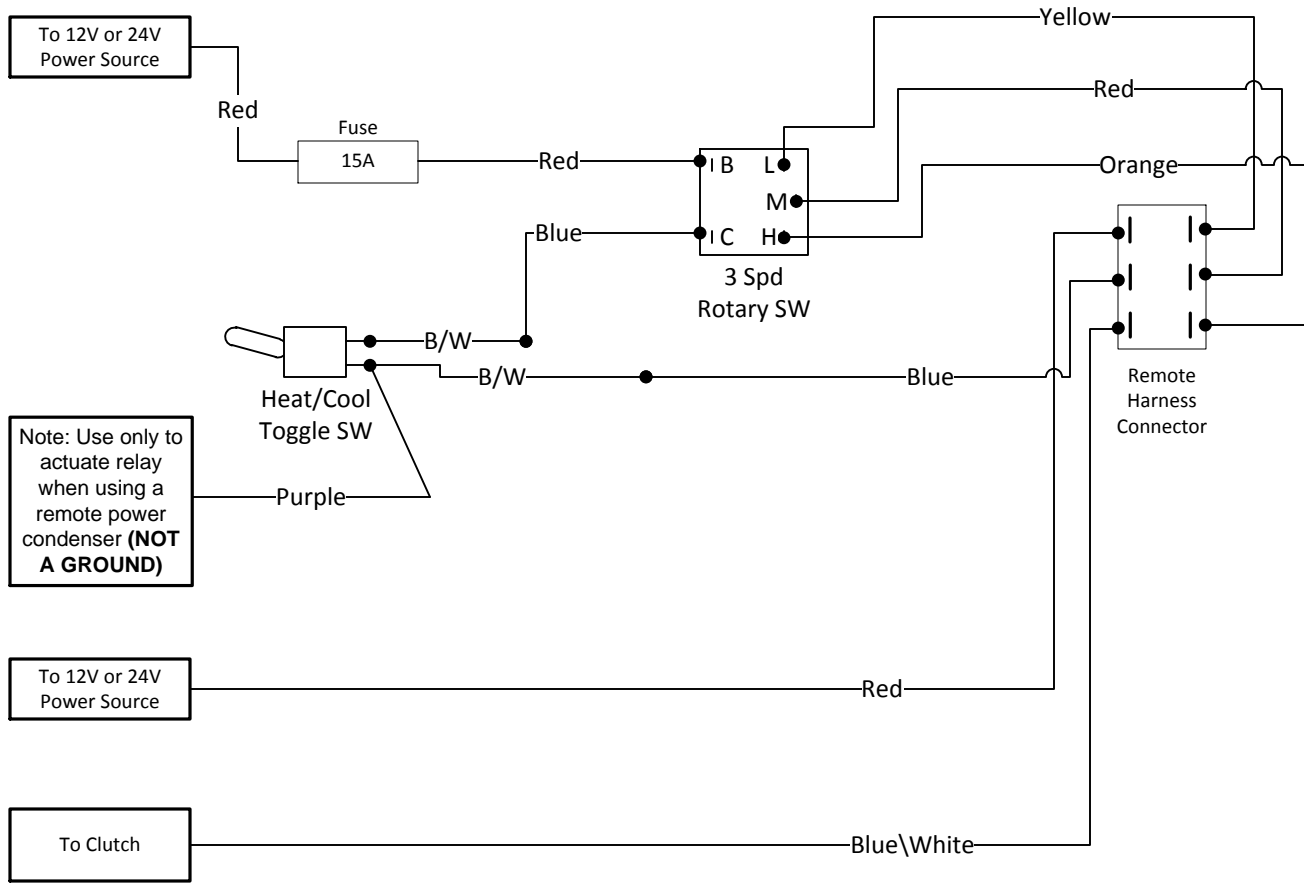 To 12V or 24V
Power Source
Red
Fuse
15A
Red
Yellow
Red
Orange
B
L
M
C
H
3 Spd
Rotary SW
Blue
B/W
B/W
Blue
Heat/Cool
Toggle SW
Remote
Harness
Connector
Note: Use only to
actuate relay
when using a
remote power
condenser (NOT
A GROUND)
Purple
To 12V or 24V
Power Source
Red
To Clutch
Blue\White